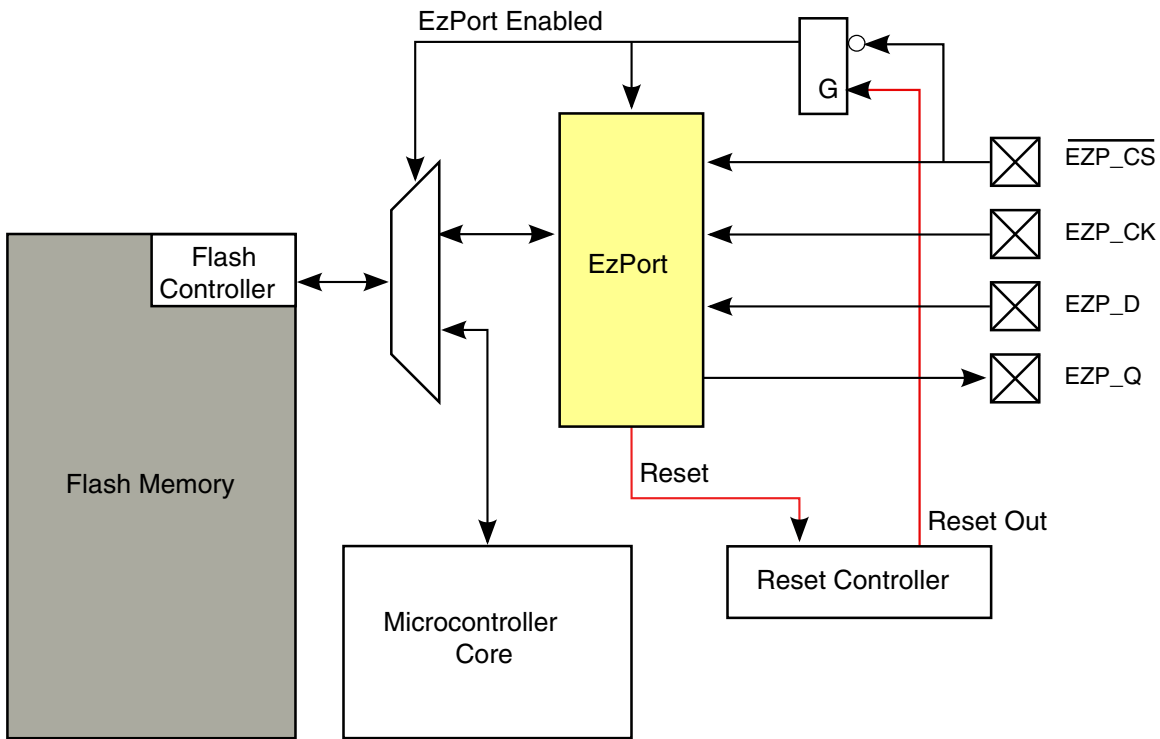 EzPort Enabled
G
EZP_CS
EZP_CK
EZP_D
EZP_Q
Flash
Controller
EzPort
Flash Memory
Reset
Reset Out
Reset Controller
Microcontroller
Core